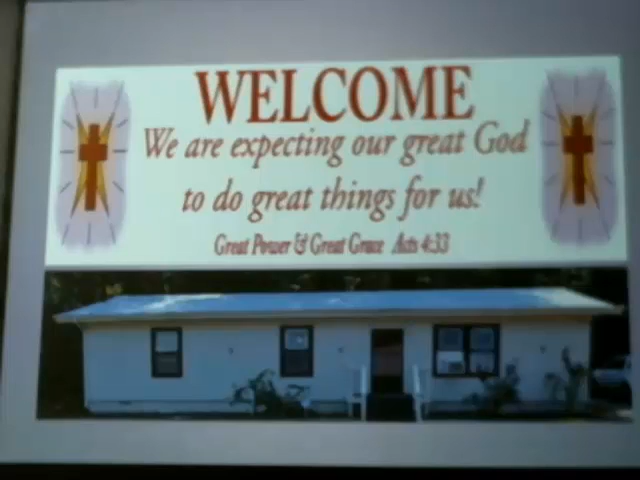 WELCOME
We are expecting our great God
to do great things for us!
Great Power & Great Grace Acts 4:33